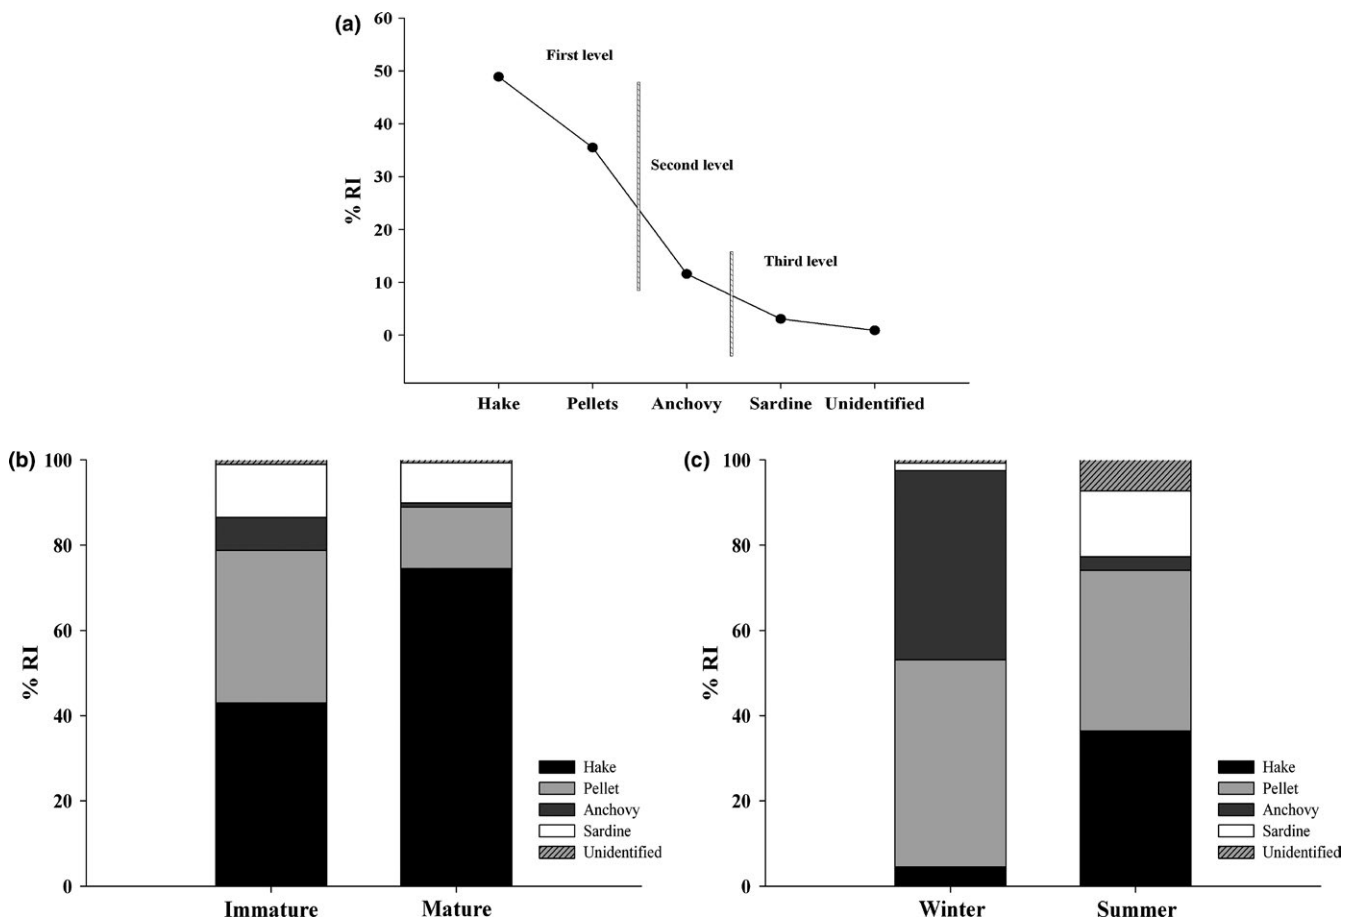 (a)
60
50
40
30
20
10
0
% RI
First level
Second level
Third level
Hake Pellets Anchovy Sardine Unidentified
(b)
100
80
60
40
20
0
% RI
Hake
Pellet
Anchovy
Sardine
Unidentified
Immature Mature
(c)
100
80
60
40
20
0
% RI
Hake
Pellet
Anchovy
Sardine
Unidentified
Winter Summer